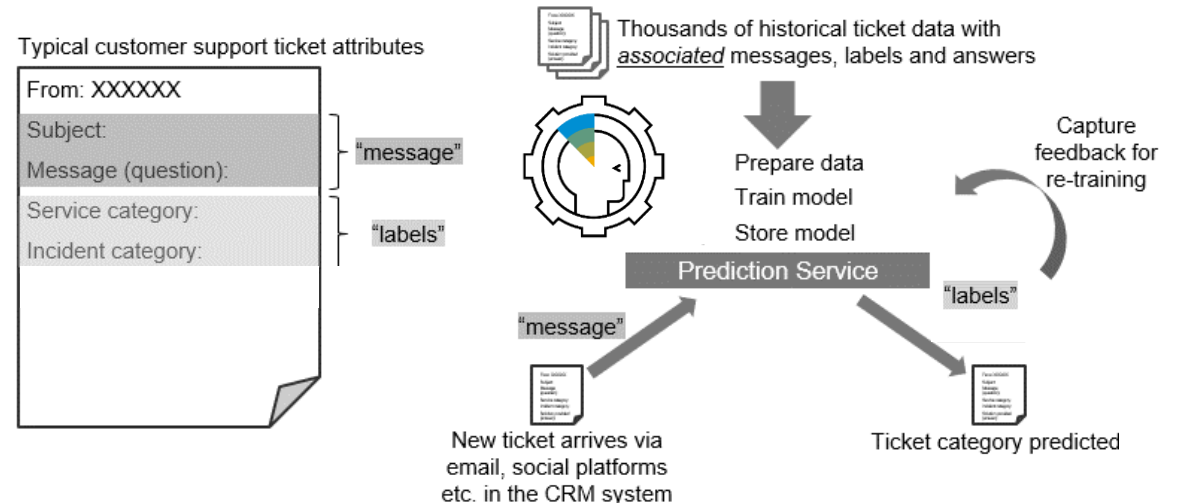 Typical customer support ticket attributes
From: XXXXXX
Subject:
Message (question):
“message”
Service category:
Incident category:
“labels”
Thousands of historical ticket data with
associated messages, labels and answers
Prepare data
Train model
Store model
Prediction Service
Capture
feedback for
re-training
“message”
“labels”
New ticket arrives via
email, social platforms
etc. in the CRM system
Ticket category predicted